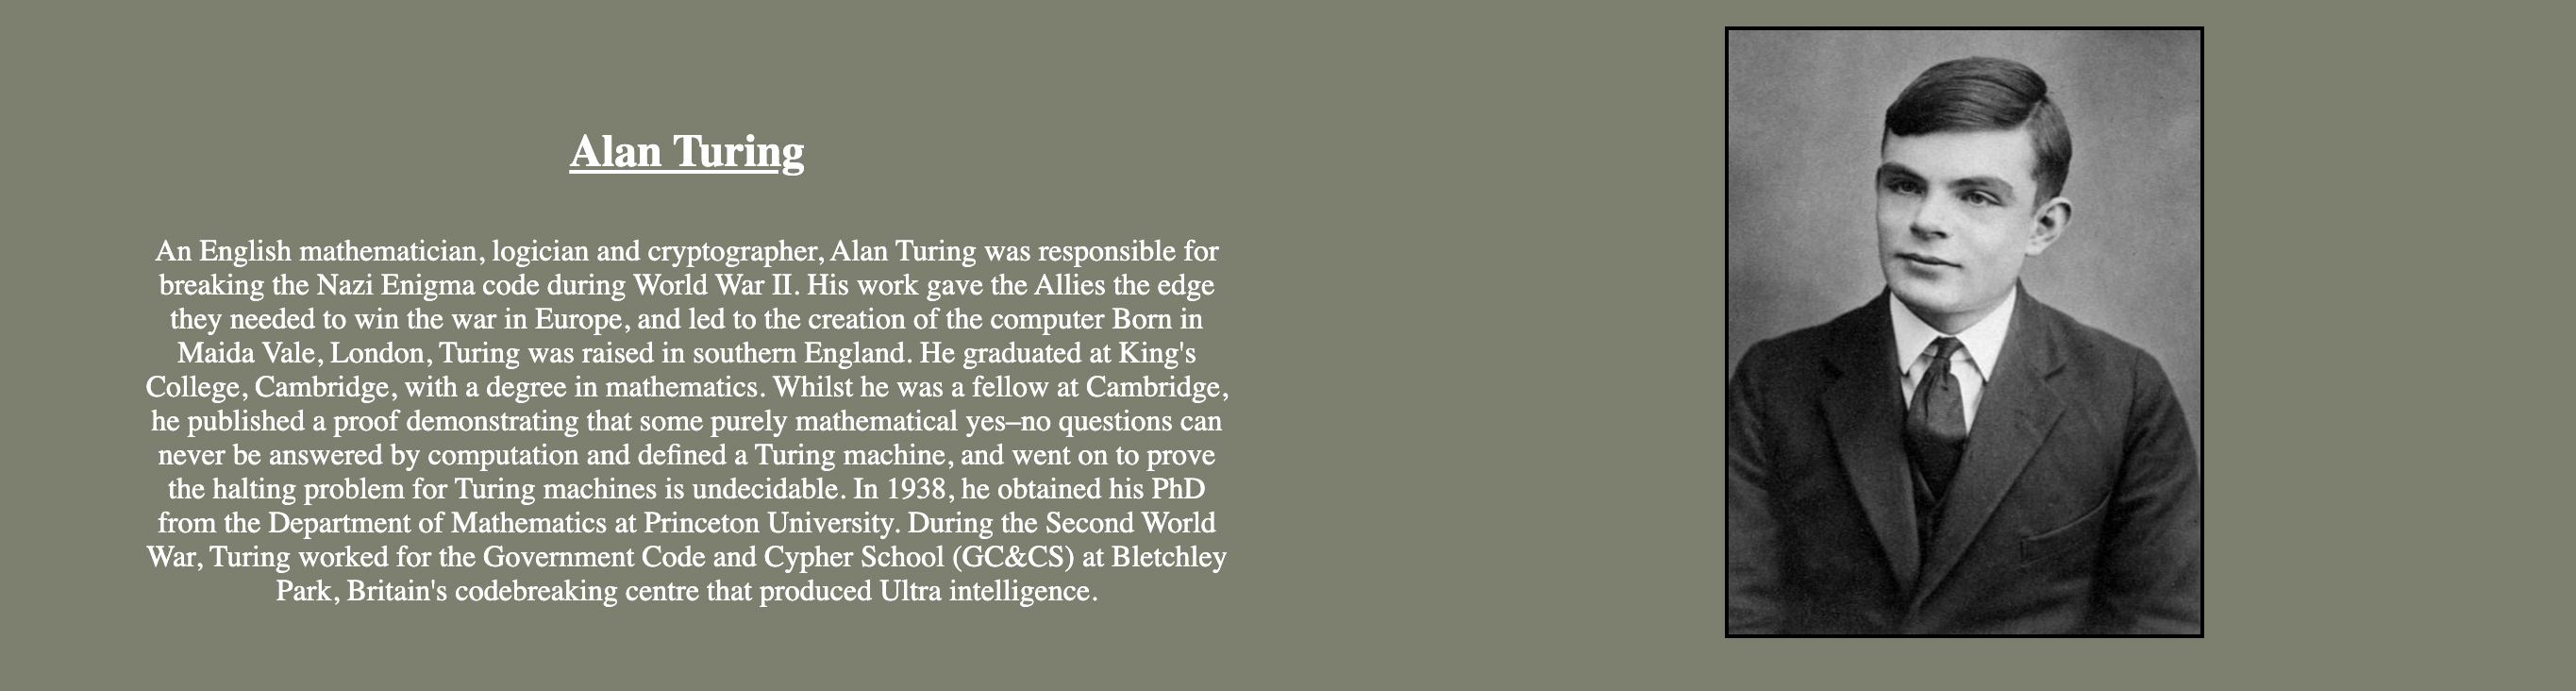 Alan Turing
An English mathematician, logician and cryptographer, Alan Turing was responsible for
breaking the Nazi Enigma code during World War II. His work gave the Allies the edge
they needed to win the war in Europe, and led to the creation of the computer Born in
Maida Vale, London, Turing was raised in southern England. He graduated at King's
College, Cambridge, with a degree in mathematics. Whilst he was a fellow at Cambridge,
he published a proof demonstrating that some purely mathematical yes–no questions can
never be answered by computation and defined a Turing machine, and went on to prove
the halting problem for Turing machines is undecidable. In 1938, he obtained his PhD
from the Department of Mathematics at Princeton University. During the Second World
War, Turing worked for the Government Code and Cypher School (GC&CS) at Bletchley
Park, Britain's codebreaking centre that produced Ultra intelligence.